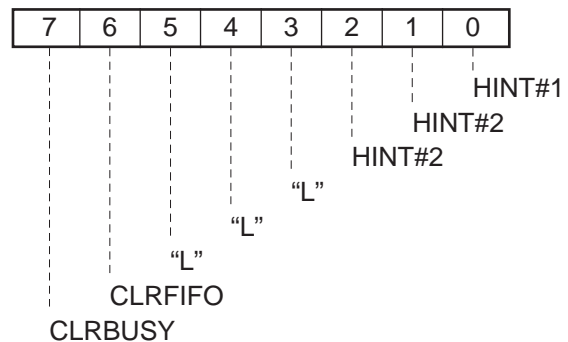 7 6 5 4 3 2 1 0
HINT#1
HINT#2
HINT#2
“L”
“L”
“L”
CLRFIFO
CLRBUSY